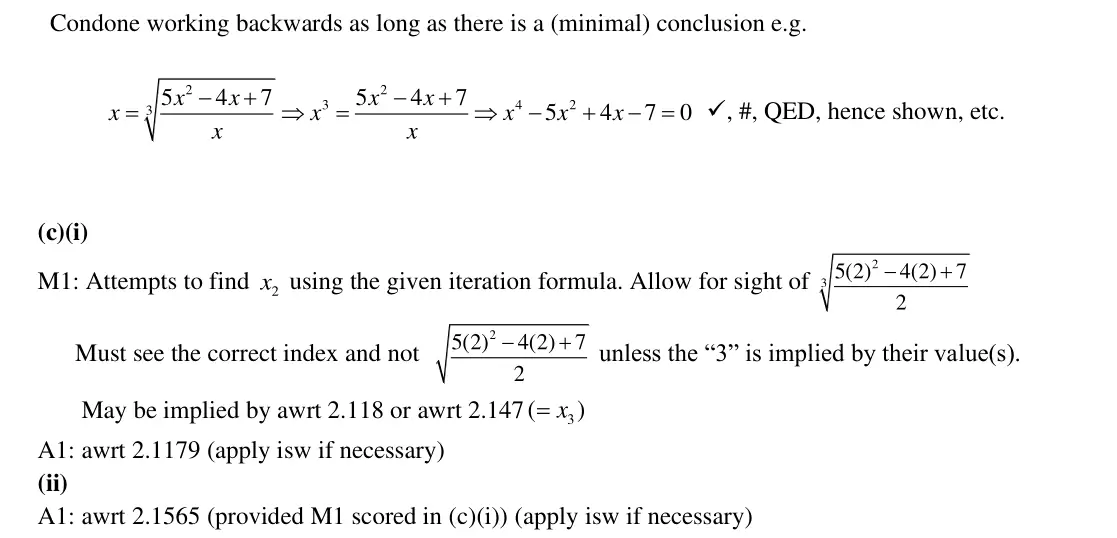 Condone working backwards as long as there is a (minimal) conclusion e.g.
x = ∛((5x² − 4x + 7)/x) ⇒ x³ = (5x² − 4x + 7)/x ⇒ x⁴ − 5x² + 4x − 7 = 0 ✓, #, QED, hence shown, etc.
(c)(i)
M1: Attempts to find x₂ using the given iteration formula. Allow for sight of ∛((5(2)² − 4(2) + 7)/2)
Must see the correct index and not √((5(2)² − 4(2) + 7)/2) unless the “3” is implied by their value(s).
May be implied by awrt 2.118 or awrt 2.147 (= x₃)
A1: awrt 2.1179 (apply isw if necessary)
(ii)
A1: awrt 2.1565 (provided M1 scored in (c)(i)) (apply isw if necessary)